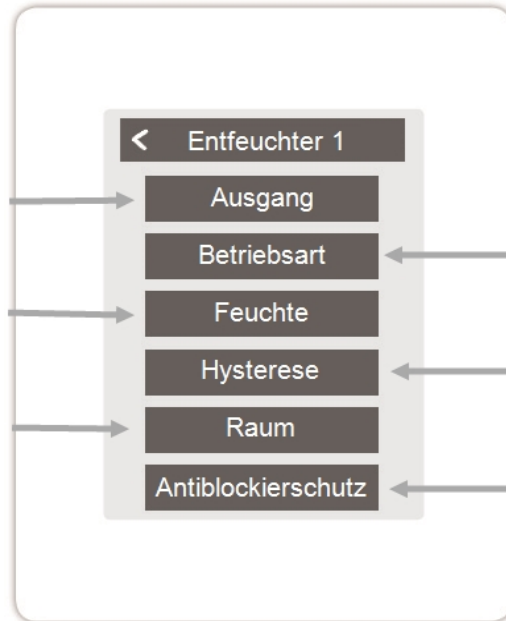 < Entfeuchter 1
Ausgang
Betriebsart
Feuchte
Hysterese
Raum
Antiblockierschutz